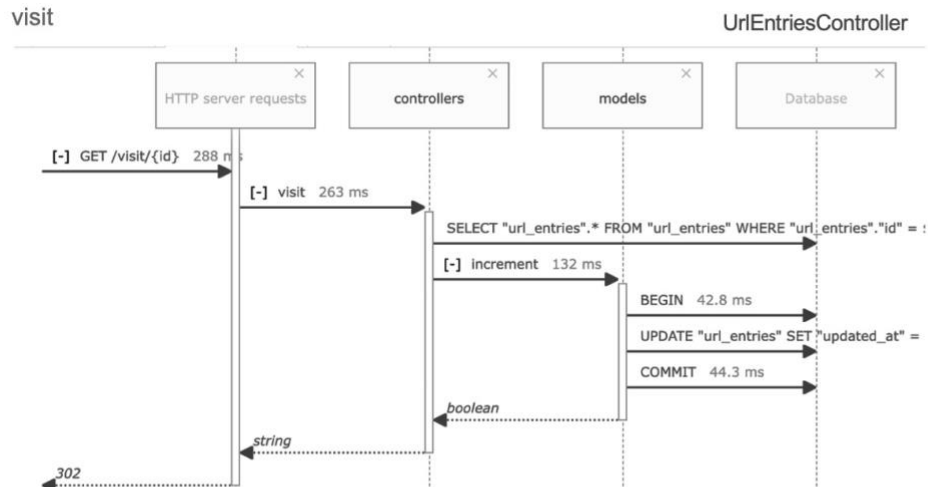 visit
UrlEntriesController
HTTP server requests
controllers
models
Database
[-] GET /visit/{id} 288 ms
[-] visit 263 ms
SELECT "url_entries".* FROM "url_entries" WHERE "url_entries"."id" =
[-] increment 132 ms
BEGIN 42.8 ms
UPDATE "url_entries" SET "updated_at" =
COMMIT 44.3 ms
boolean
string
302